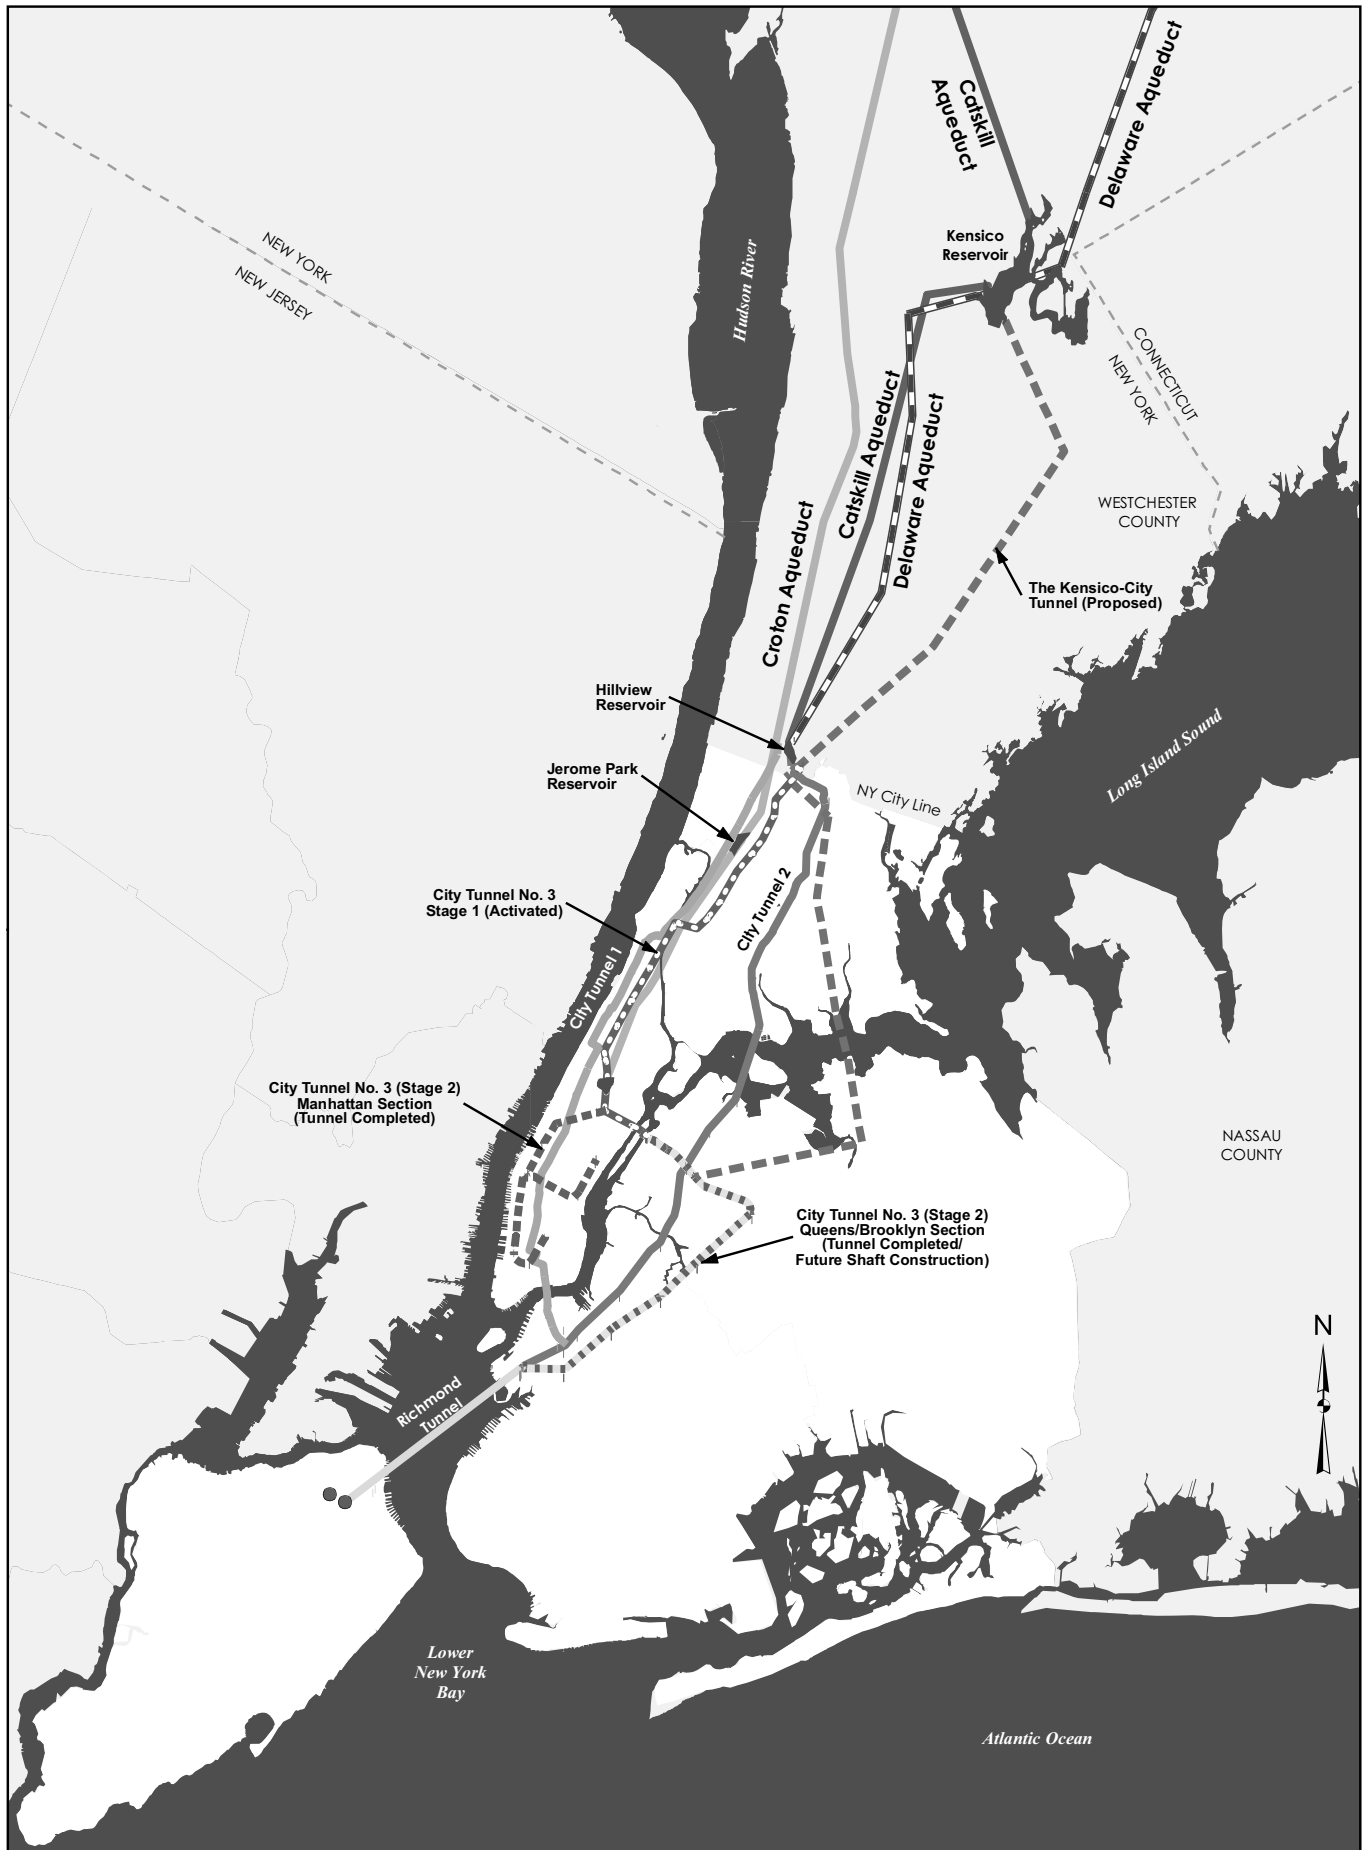 Catskill
Aqueduct
Delaware Aqueduct
Kensico
Reservoir
NEW YORK
NEW JERSEY
Hudson River
CONNECTICUT
NEW YORK
Catskill Aqueduct
Delaware Aqueduct
Croton Aqueduct
WESTCHESTER
COUNTY
The Kensico-City
Tunnel (Proposed)
Hillview
Reservoir
Long Island Sound
Jerome Park
Reservoir
NY City Line
City Tunnel No. 3
Stage 1 (Activated)
City Tunnel 2
City Tunnel 1
City Tunnel No. 3 (Stage 2)
Manhattan Section
(Tunnel Completed)
NASSAU
COUNTY
City Tunnel No. 3 (Stage 2)
Queens/Brooklyn Section
(Tunnel Completed/
Future Shaft Construction)
N
Richmond
Tunnel
Lower
New York
Bay
Atlantic Ocean